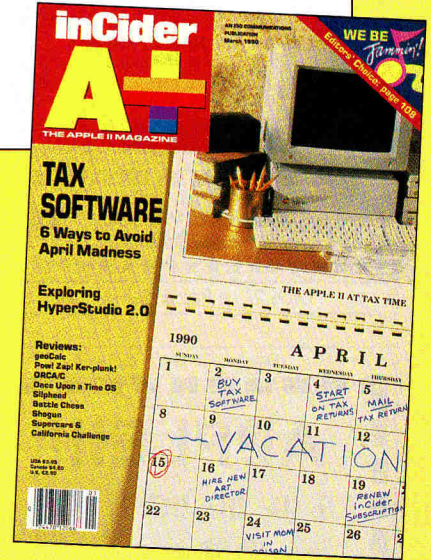 inCider
A+
THE APPLE II MAGAZINE
AN IDG COMMUNICATIONS
PUBLICATION
March 1990
WE BE
Jammin'!
Editors' Choice: page 108
TAX
SOFTWARE
6 Ways to Avoid
April Madness
Exploring
HyperStudio 2.0
Reviews:
geoCalc
Pow! Zap! Ker-plunk!
ORCA/C
Once Upon a Time GS
Silpheed
Battle Chess
Shogun
Supercars &
California Challenge
THE APPLE II AT TAX TIME
1990
APRIL
SUNDAY MONDAY TUESDAY WEDNESDAY THURSDAY
1 2 3 4 5
BUY
TAX
SOFTWARE
START
ON TAX
RETURNS
MAIL
TAX RETURN
8 9 10 11 12
VACATION
15 16 17 18 19
HIRE NEW
ART
DIRECTOR
RENEW
inCider
SUBSCRIPTION
22 23 24 25 26
VISIT MOM
IN
PRISON